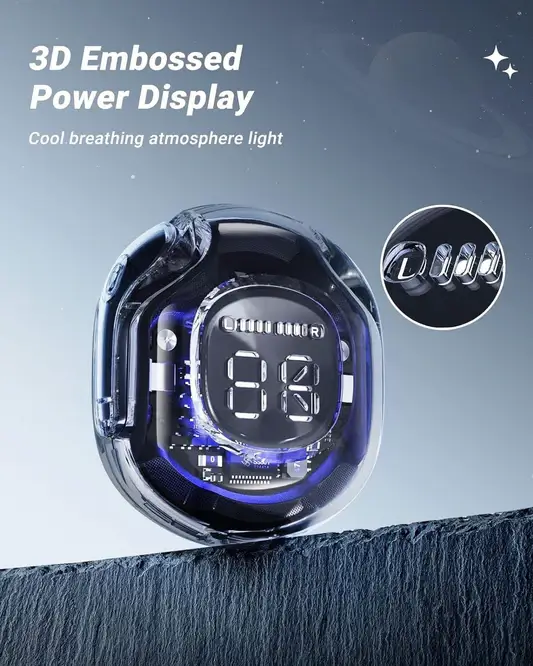 3D Embossed
Power Display
Cool breathing atmosphere light
L
L R